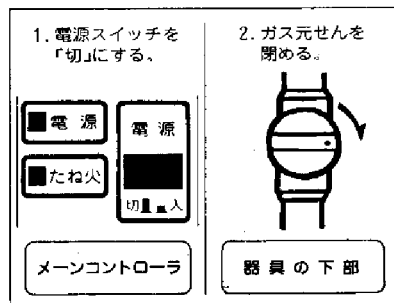 1. 電源スイッチを
「切」にする。
電源
たね火
電源
切 入
メーンコントローラ
2. ガス元せんを
閉める。
器具の下部